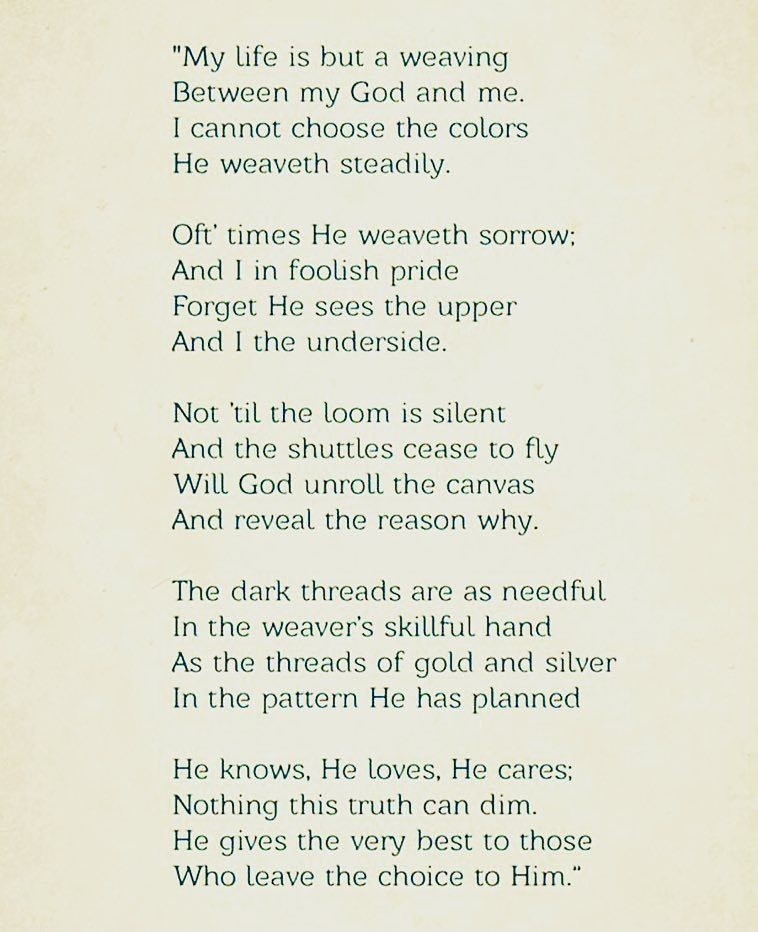 "My life is but a weaving
Between my God and me.
I cannot choose the colors
He weaveth steadily.
Oft' times He weaveth sorrow;
And I in foolish pride
Forget He sees the upper
And I the underside.
Not 'til the loom is silent
And the shuttles cease to fly
Will God unroll the canvas
And reveal the reason why.
The dark threads are as needful
In the weaver's skillful hand
As the threads of gold and silver
In the pattern He has planned
He knows, He loves, He cares;
Nothing this truth can dim.
He gives the very best to those
Who leave the choice to Him."